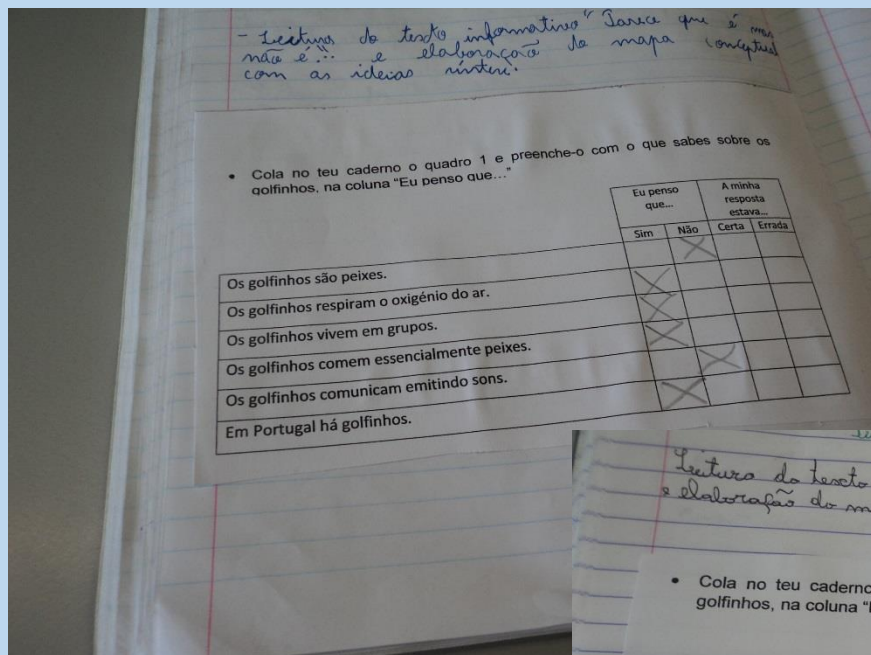 - Leitura do texto informativo "Parece que é mas
não é!!" e elaboração do mapa conceptual
com as ideias
• Cola no teu caderno o quadro 1 e preenche-o com o que sabes sobre os
golfinhos, na coluna "Eu penso que..."
Eu penso
que...
A minha
resposta
estava...
Sim Não Certa Errada
Os golfinhos são peixes.
Os golfinhos respiram o oxigénio do ar.
Os golfinhos vivem em grupos.
Os golfinhos comem essencialmente peixes.
Os golfinhos comunicam emitindo sons.
Em Portugal há golfinhos.
Leitura do texto
e elaboração do m
• Cola no teu caderno
golfinhos, na coluna "